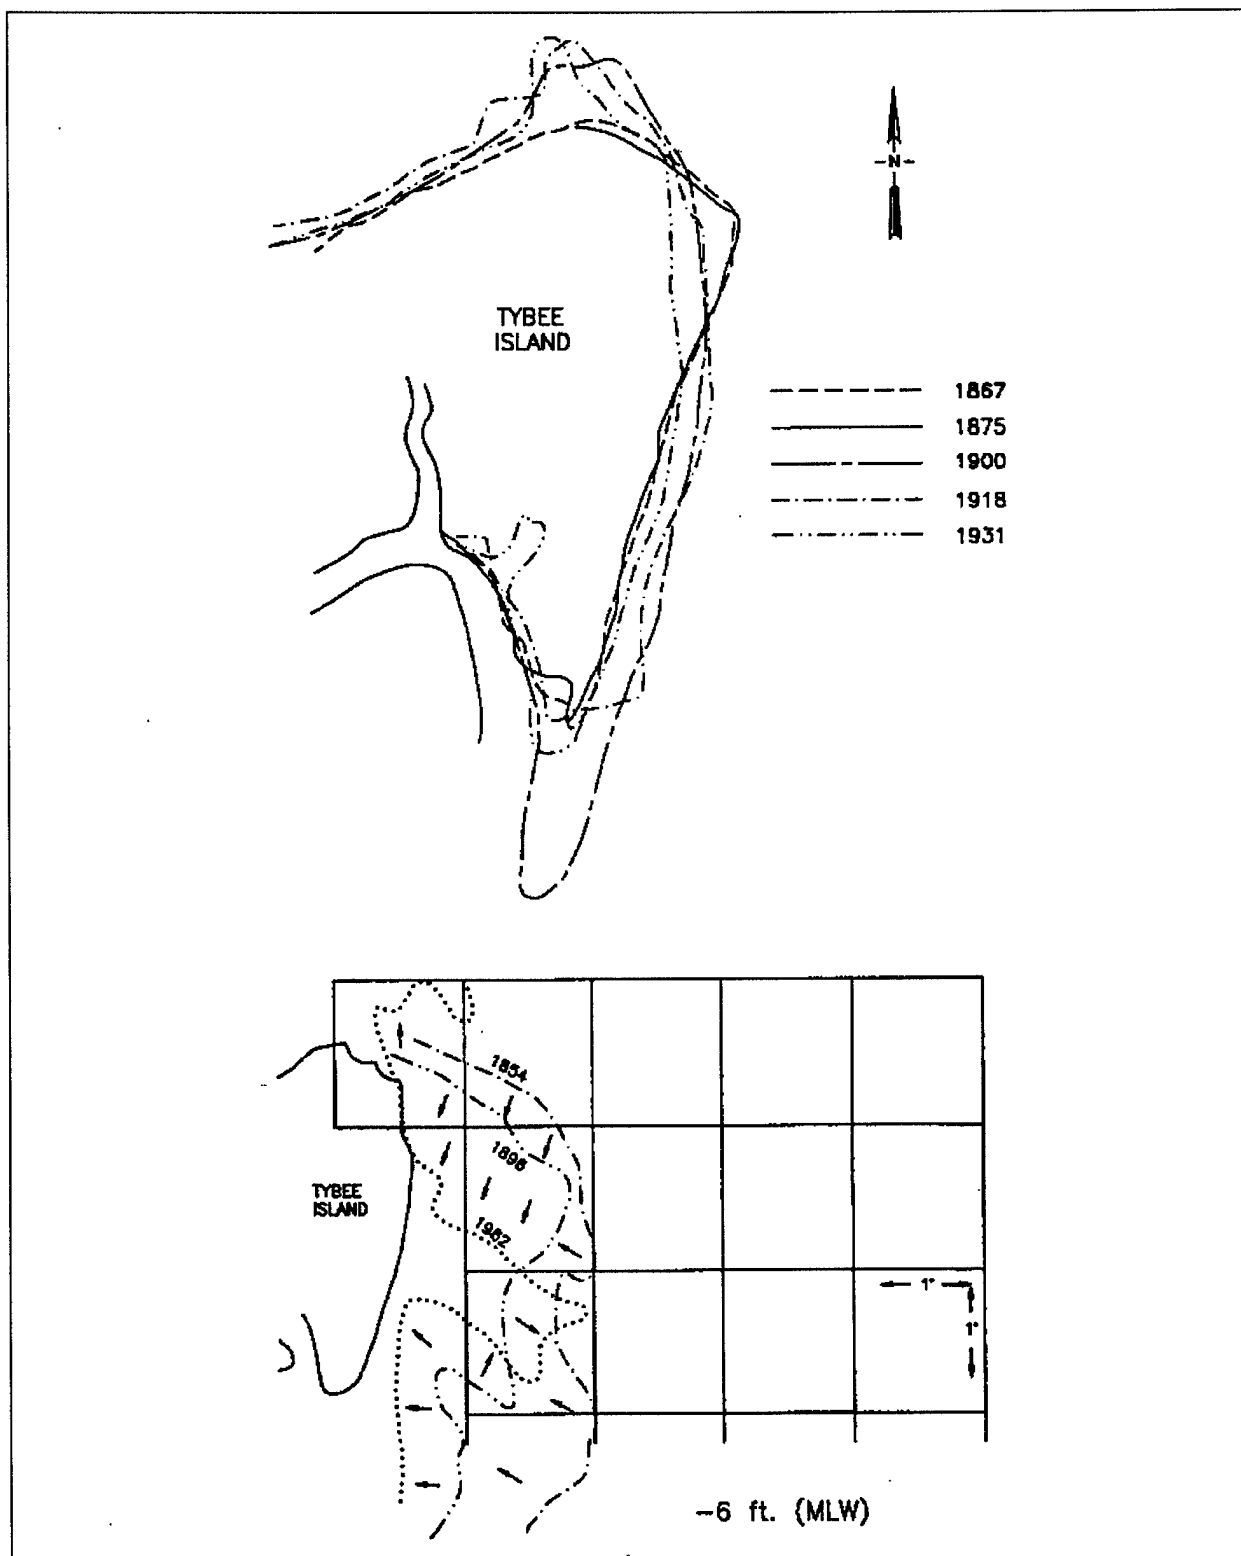 -N-
TYBEE
ISLAND
1867
1875
1900
1918
1931
1854
1896
TYBEE
ISLAND
1982
1"
1"
-6 ft. (MLW)